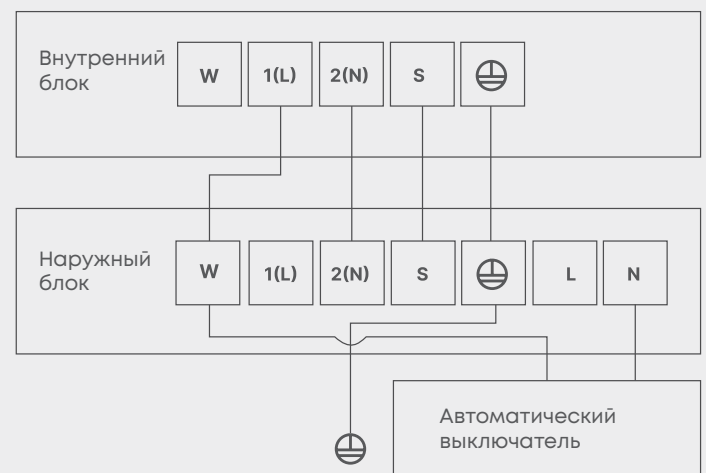 Внутренний
блок
W 1(L) 2(N) S
Наружный
блок
W 1(L) 2(N) S L N
Автоматический
выключатель